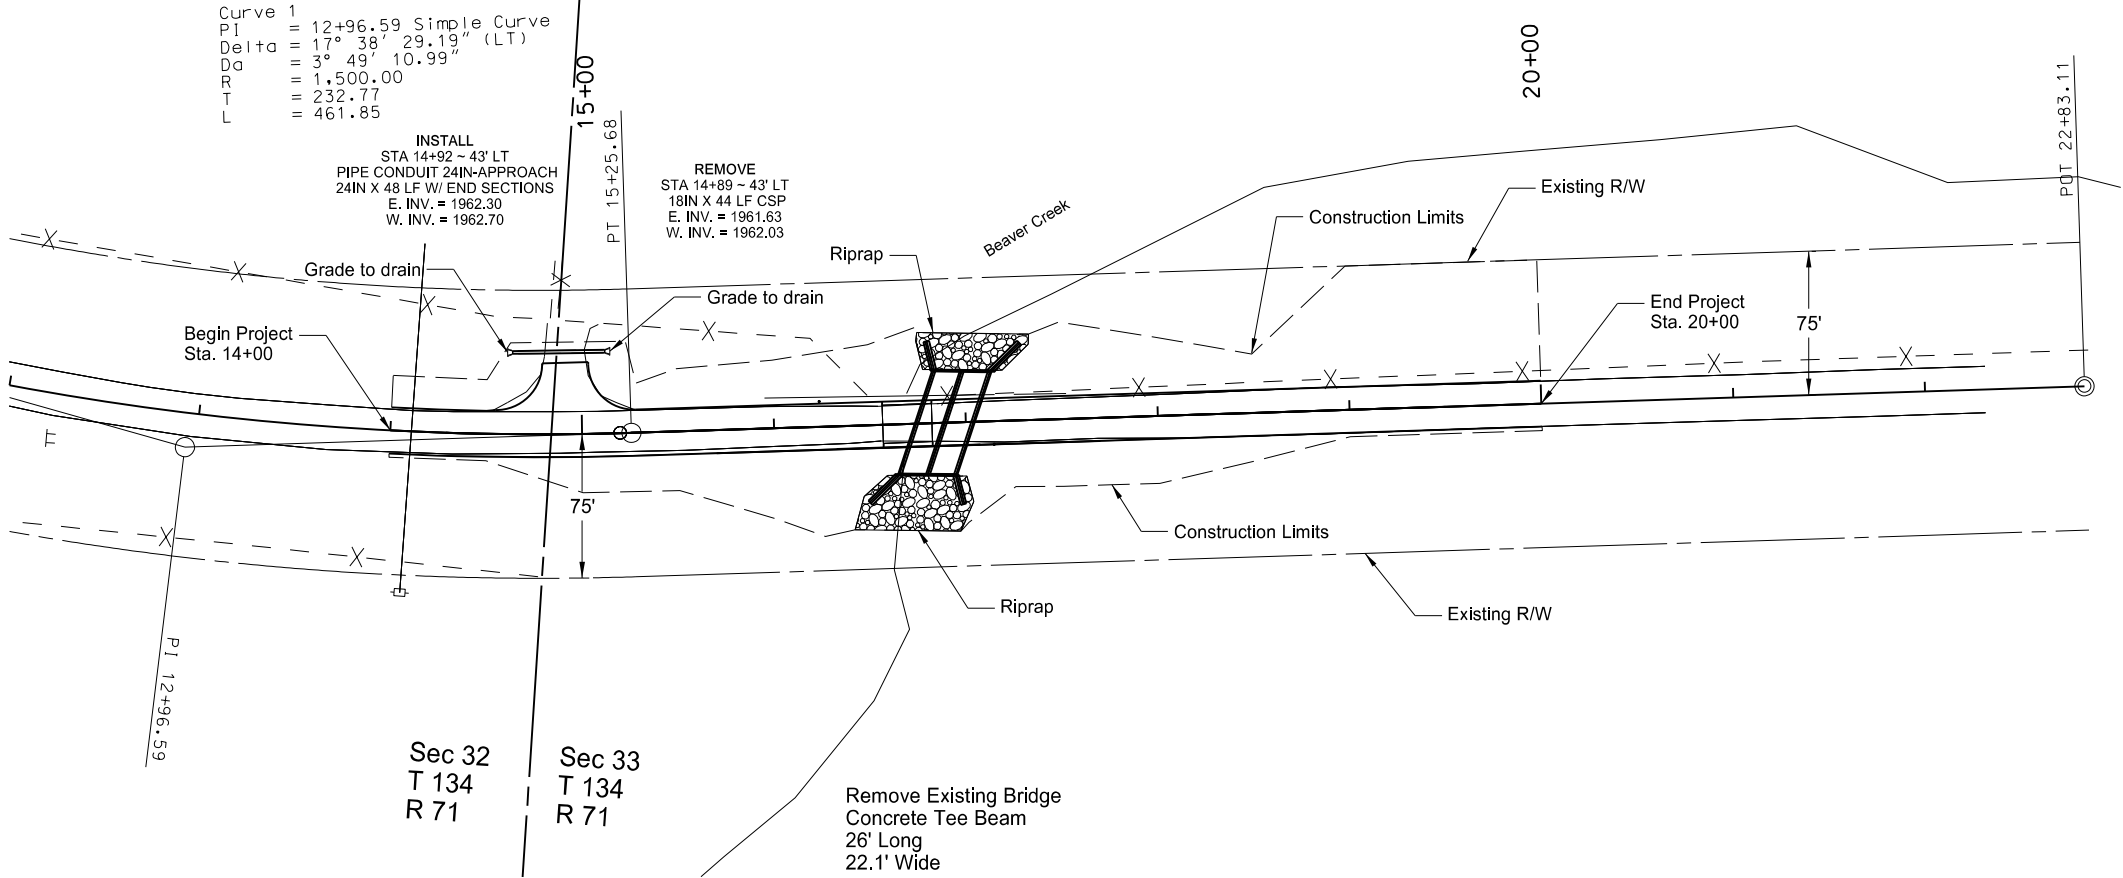 Curve 1
PI = 12+96.59 Simple Curve
Delta = 17° 38' 29.19" (LT)
Da = 3° 49' 10.99"
R = 1,500.00
T = 232.77
L = 461.85
15+00
20+00
POT 22+83.11
INSTALL
STA 14+92 ~ 43' LT
PIPE CONDUIT 24IN-APPROACH
24IN X 48 LF W/ END SECTIONS
E. INV. = 1962.30
W. INV. = 1962.70
PT 15+25.68
REMOVE
STA 14+89 ~ 43' LT
18IN X 44 LF CSP
E. INV. = 1961.63
W. INV. = 1962.03
Existing R/W
Construction Limits
Beaver Creek
Riprap
Grade to drain
Grade to drain
Begin Project
Sta. 14+00
End Project
Sta. 20+00
75'
75'
Construction Limits
Riprap
Existing R/W
PI 12+96.59
Sec 32
T 134
R 71
Sec 33
T 134
R 71
Remove Existing Bridge
Concrete Tee Beam
26' Long
22.1' Wide